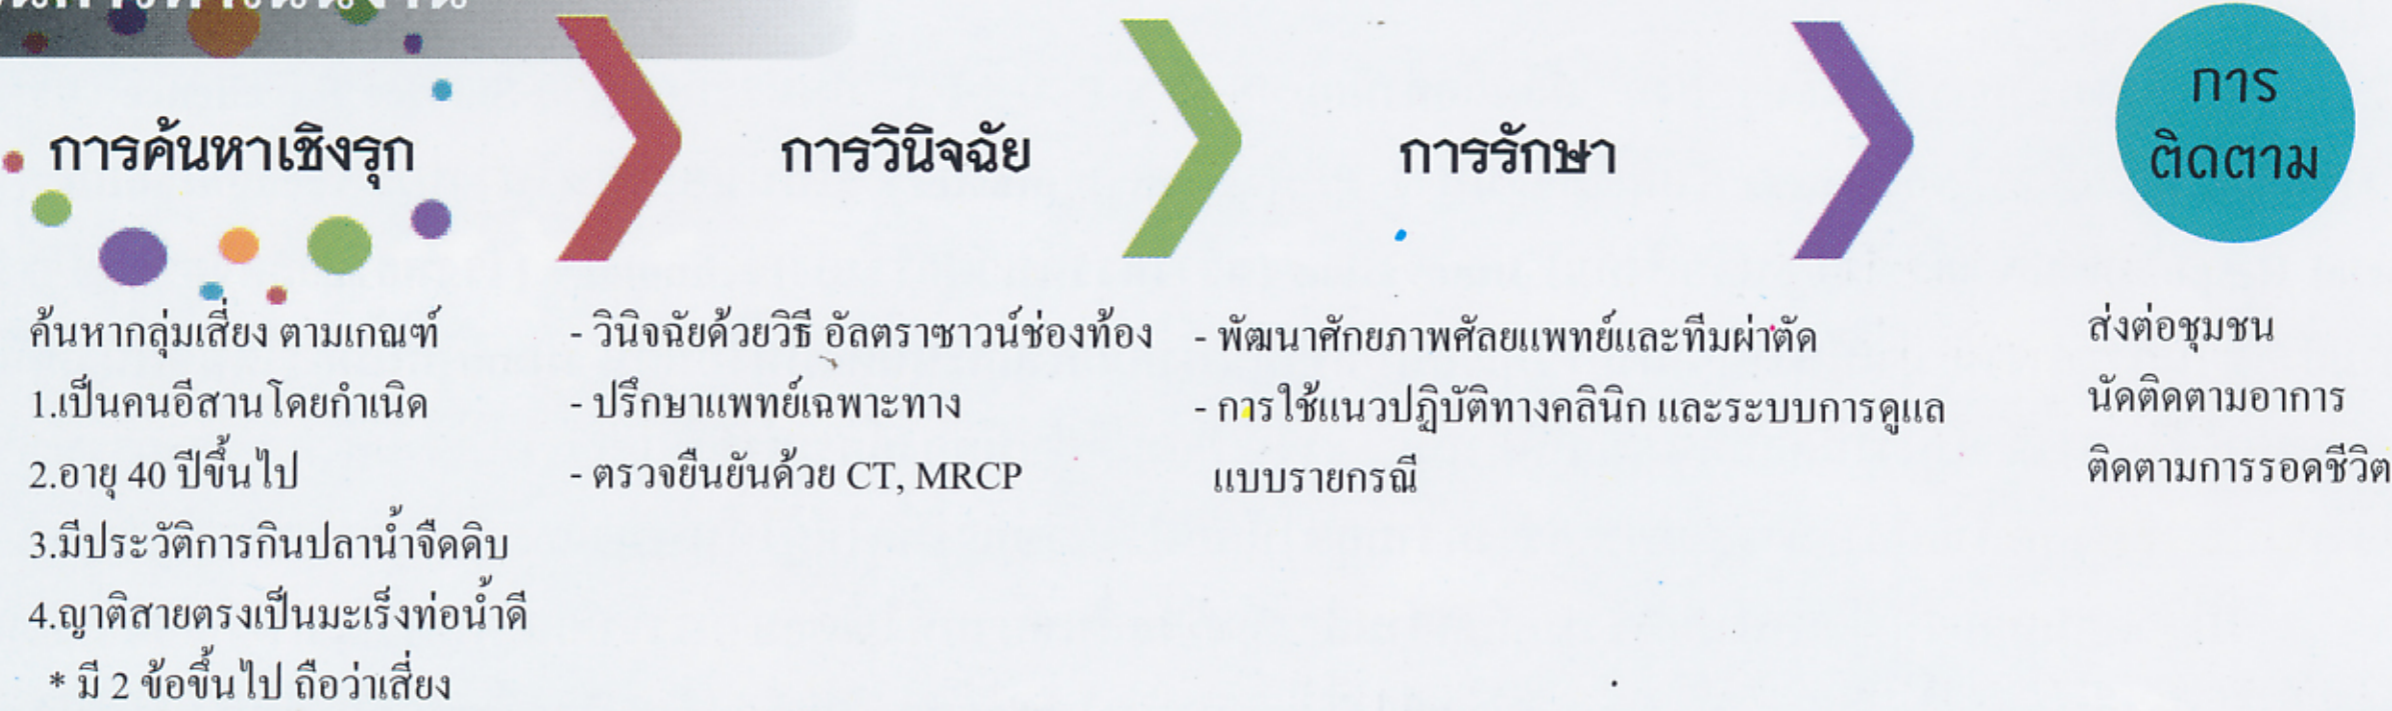 การค้นหาเชิงรุก
ค้นหากลุ่มเสี่ยง ตามเกณฑ์
1.เป็นคนอีสานโดยกำเนิด
2.อายุ 40 ปีขึ้นไป
3.มีประวัติการกินปลาน้ำจืดดิบ
4.ญาติสายตรงเป็นมะเร็งท่อน้ำดี
* มี 2 ข้อขึ้นไป ถือว่าเสี่ยง
การวินิจฉัย
- วินิจฉัยด้วยวิธี อัลตราซาวน์ช่องท้อง
- ปรึกษาแพทย์เฉพาะทาง
- ตรวจยืนยันด้วย CT, MRCP
การรักษา
- พัฒนาศักยภาพศัลยแพทย์และทีมผ่าตัด
- การใช้แนวปฏิบัติทางคลินิก และระบบการดูแล
แบบรายกรณี
การ
ติดตาม
ส่งต่อชุมชน
นัดติดตามอาการ
ติดตามการรอดชีวิต